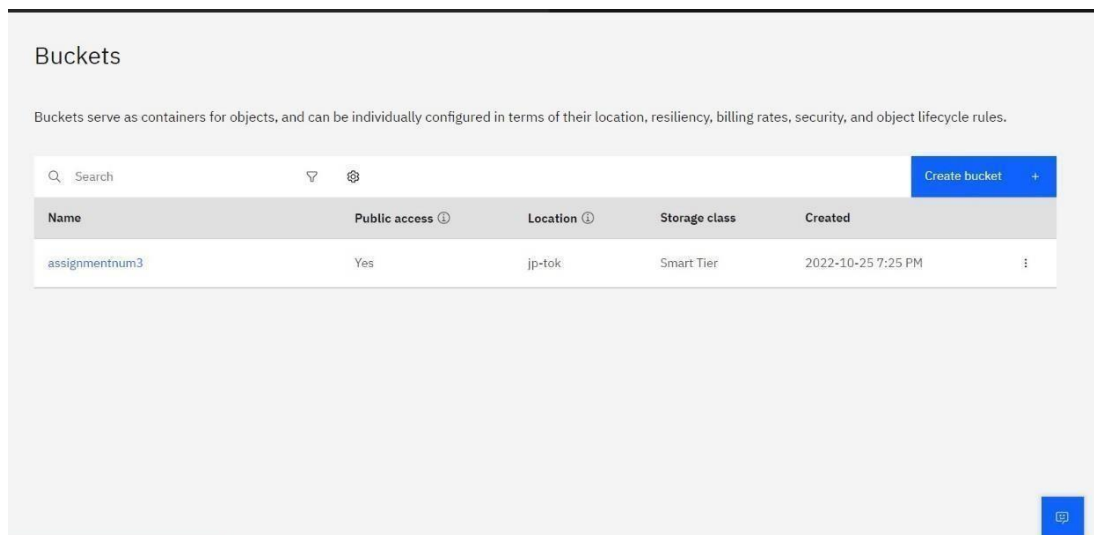 Buckets
Buckets serve as containers for objects, and can be individually configured in terms of their location, resiliency, billing rates, security, and object lifecycle rules.
Search
Create bucket +
Name Public access Location Storage class Created
assignmentnum3 Yes jp-tok Smart Tier 2022-10-25 7:25 PM